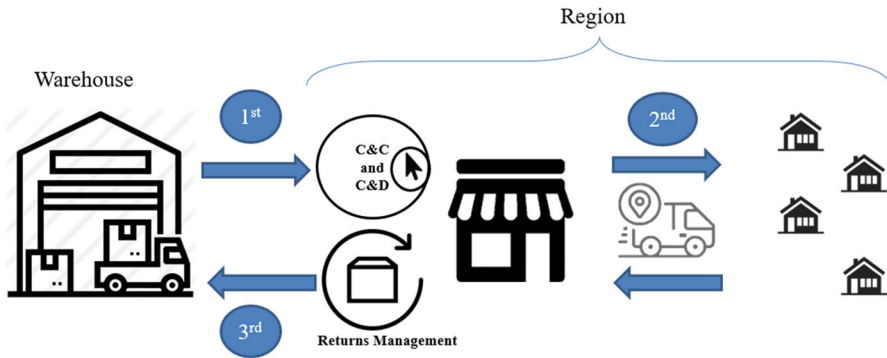 Region
Warehouse
1st
2nd
C&C
and
C&D
3rd
Returns Management